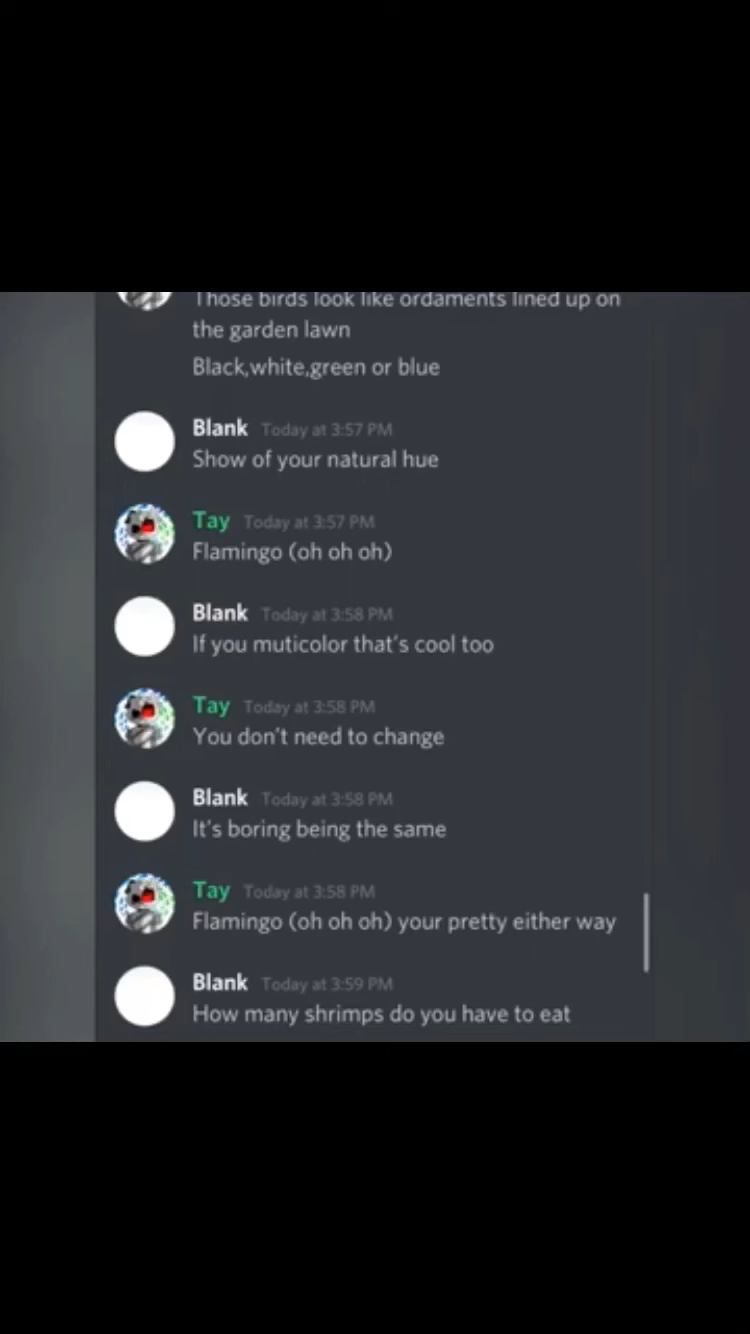 Those birds look like ordaments lined up on
the garden lawn
Black,white,green or blue
Blank Today at 3:57 PM
Show of your natural hue
Tay Today at 3:57 PM
Flamingo (oh oh oh)
Blank Today at 3:58 PM
If you muticolor that's cool too
Tay Today at 3:58 PM
You don't need to change
Blank Today at 3:58 PM
It's boring being the same
Tay Today at 3:58 PM
Flamingo (oh oh oh) your pretty either way
Blank Today at 3:59 PM
How many shrimps do you have to eat